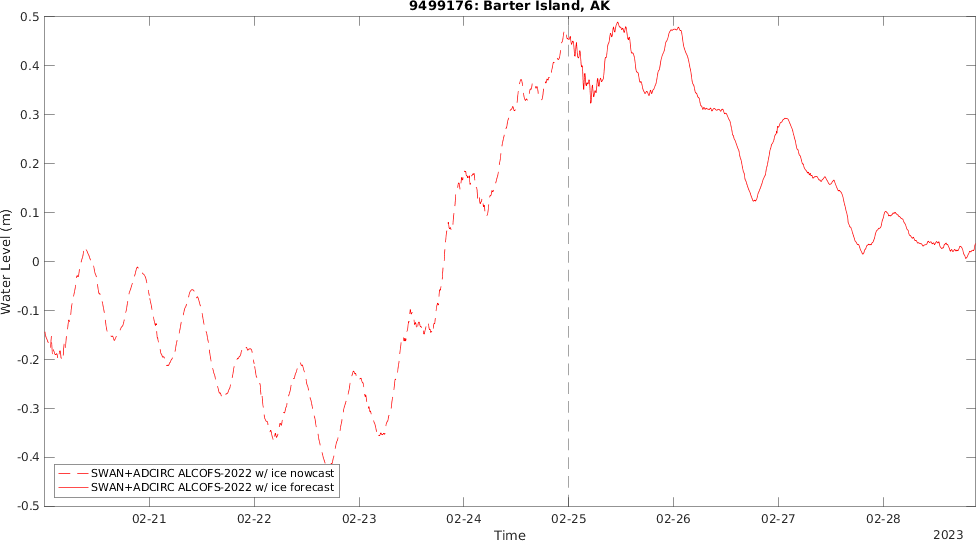 9499176: Barter Island, AK
0.5
0.4
0.3
0.2
0.1
0
-0.1
-0.2
-0.3
-0.4
-0.5
Water Level (m)
SWAN+ADCIRC ALCOFS-2022 w/ ice nowcast
SWAN+ADCIRC ALCOFS-2022 w/ ice forecast
02-21 02-22 02-23 02-24 02-25 02-26 02-27 02-28
Time
2023